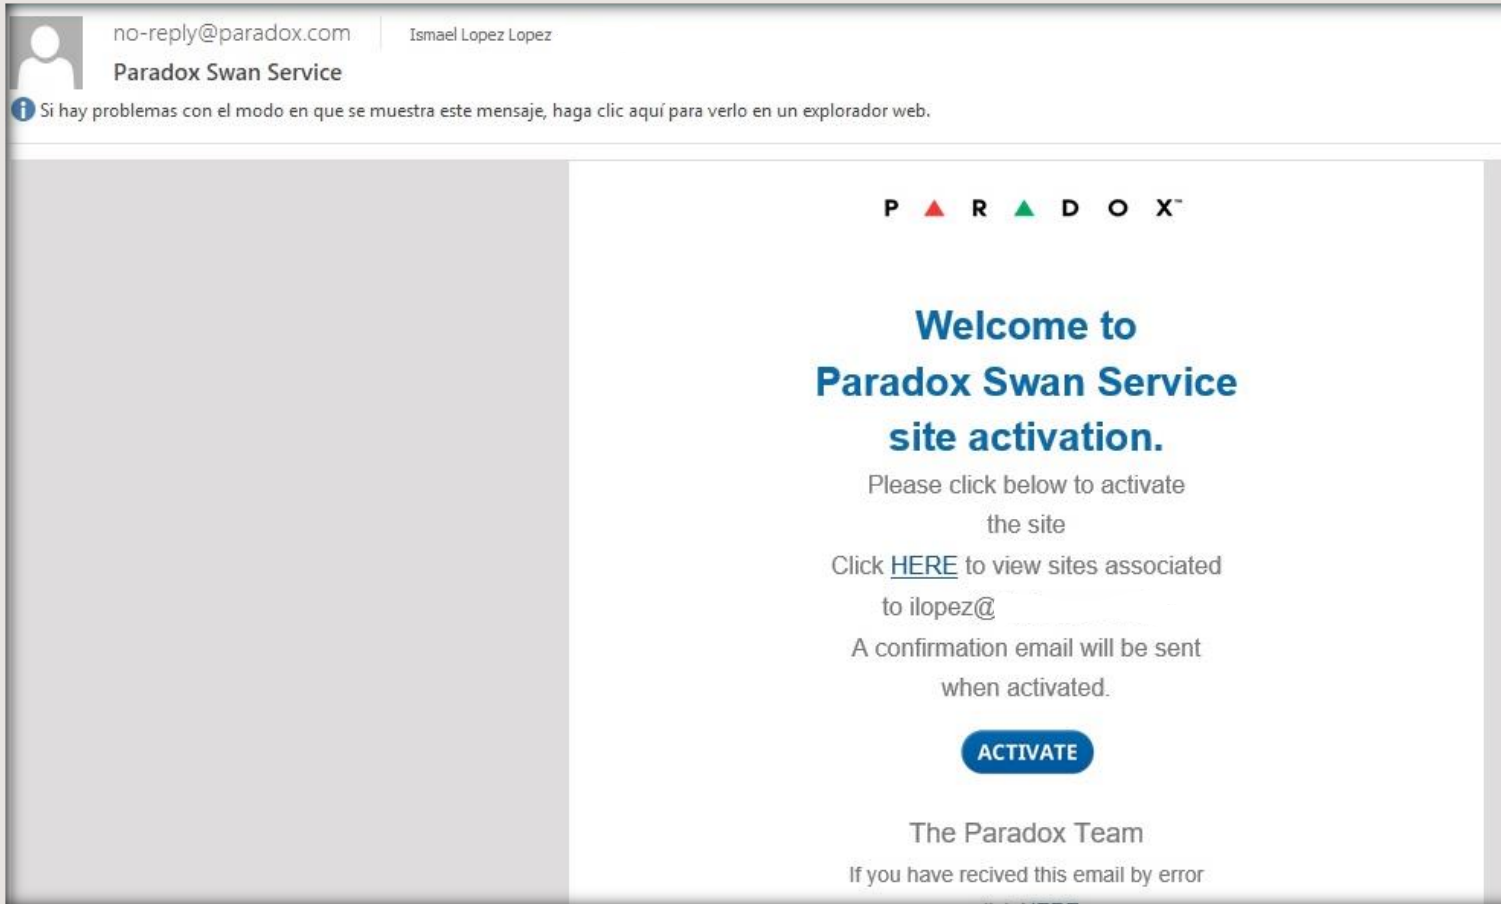 no-reply@paradox.com Ismael Lopez Lopez
Paradox Swan Service
Si hay problemas con el modo en que se muestra este mensaje, haga clic aquí para verlo en un explorador web.
PARADOX™
Welcome to
Paradox Swan Service
site activation.
Please click below to activate
the site
Click HERE to view sites associated
to ilopez@
A confirmation email will be sent
when activated.
ACTIVATE
The Paradox Team
If you have recived this email by error